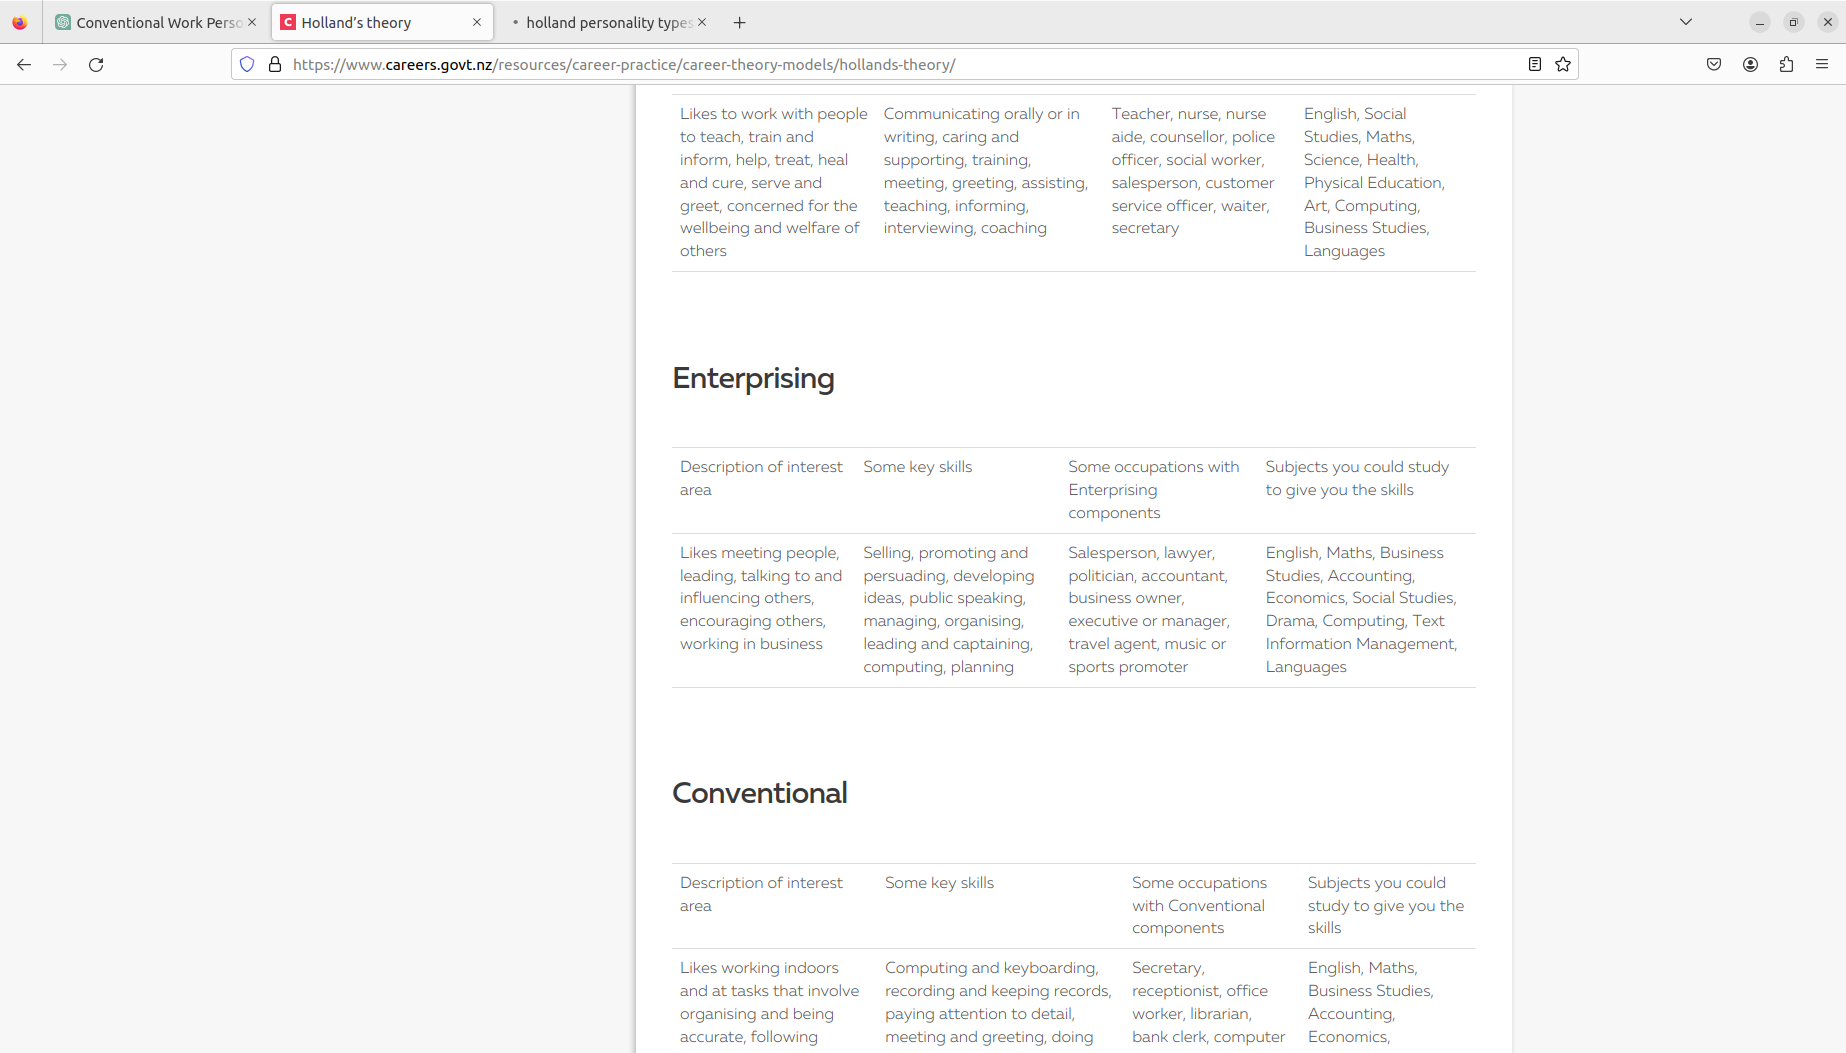 Conventional Work Perso
Holland's theory
holland personality types
https://www.careers.govt.nz/resources/career-practice/career-theory-models/hollands-theory/
Likes to work with people
to teach, train and
inform, help, treat, heal
and cure, serve and
greet, concerned for the
wellbeing and welfare of
others
Communicating orally or in
writing, caring and
supporting, training,
meeting, greeting, assisting,
teaching, informing,
interviewing, coaching
Teacher, nurse, nurse
aide, counsellor, police
officer, social worker,
salesperson, customer
service officer, waiter,
secretary
English, Social
Studies, Maths,
Science, Health,
Physical Education,
Art, Computing,
Business Studies,
Languages
Enterprising
Description of interest
area
Some key skills
Some occupations with
Enterprising
components
Subjects you could study
to give you the skills
Likes meeting people,
leading, talking to and
influencing others,
encouraging others,
working in business
Selling, promoting and
persuading, developing
ideas, public speaking,
managing, organising,
leading and captaining,
computing, planning
Salesperson, lawyer,
politician, accountant,
business owner,
executive or manager,
travel agent, music or
sports promoter
English, Maths, Business
Studies, Accounting,
Economics, Social Studies,
Drama, Computing, Text
Information Management,
Languages
Conventional
Description of interest
area
Some key skills
Some occupations
with Conventional
components
Subjects you could
study to give you the
skills
Likes working indoors
and at tasks that involve
organising and being
accurate, following
Computing and keyboarding,
recording and keeping records,
paying attention to detail,
meeting and greeting, doing
Secretary,
receptionist, office
worker, librarian,
bank clerk, computer
English, Maths,
Business Studies,
Accounting,
Economics,